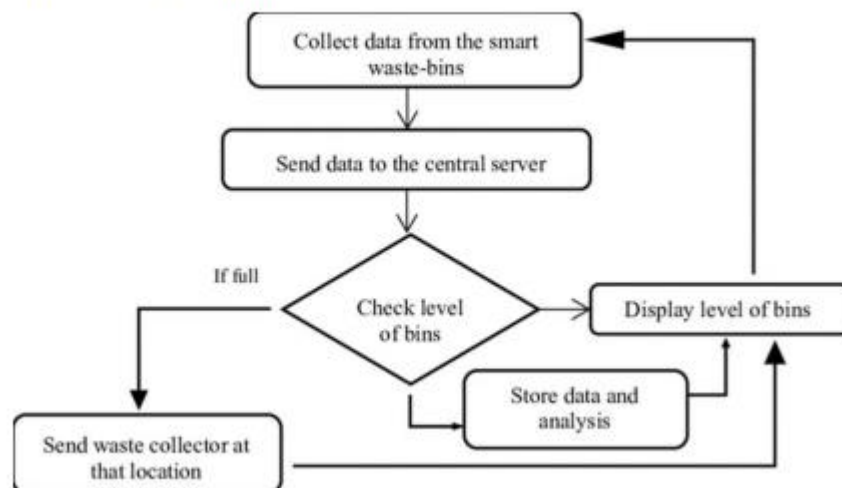 Collect data from the smart
waste-bins
Send data to the central server
If full
Check level
of bins
Display level of bins
Store data and
analysis
Send waste collector at
that location